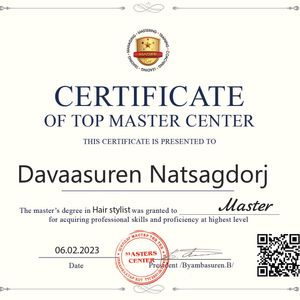 CERTIFICATE
OF TOP MASTER CENTER
THIS CERTIFICATE IS PRESENTED TO
Davaasuren Natsagdorj
The master's degree in Hair stylist was granted to Master
for acquiring professional skills and proficiency at highest level
06.02.2023
Date
MASTERS
CENTER
President /Byambasuren.B/